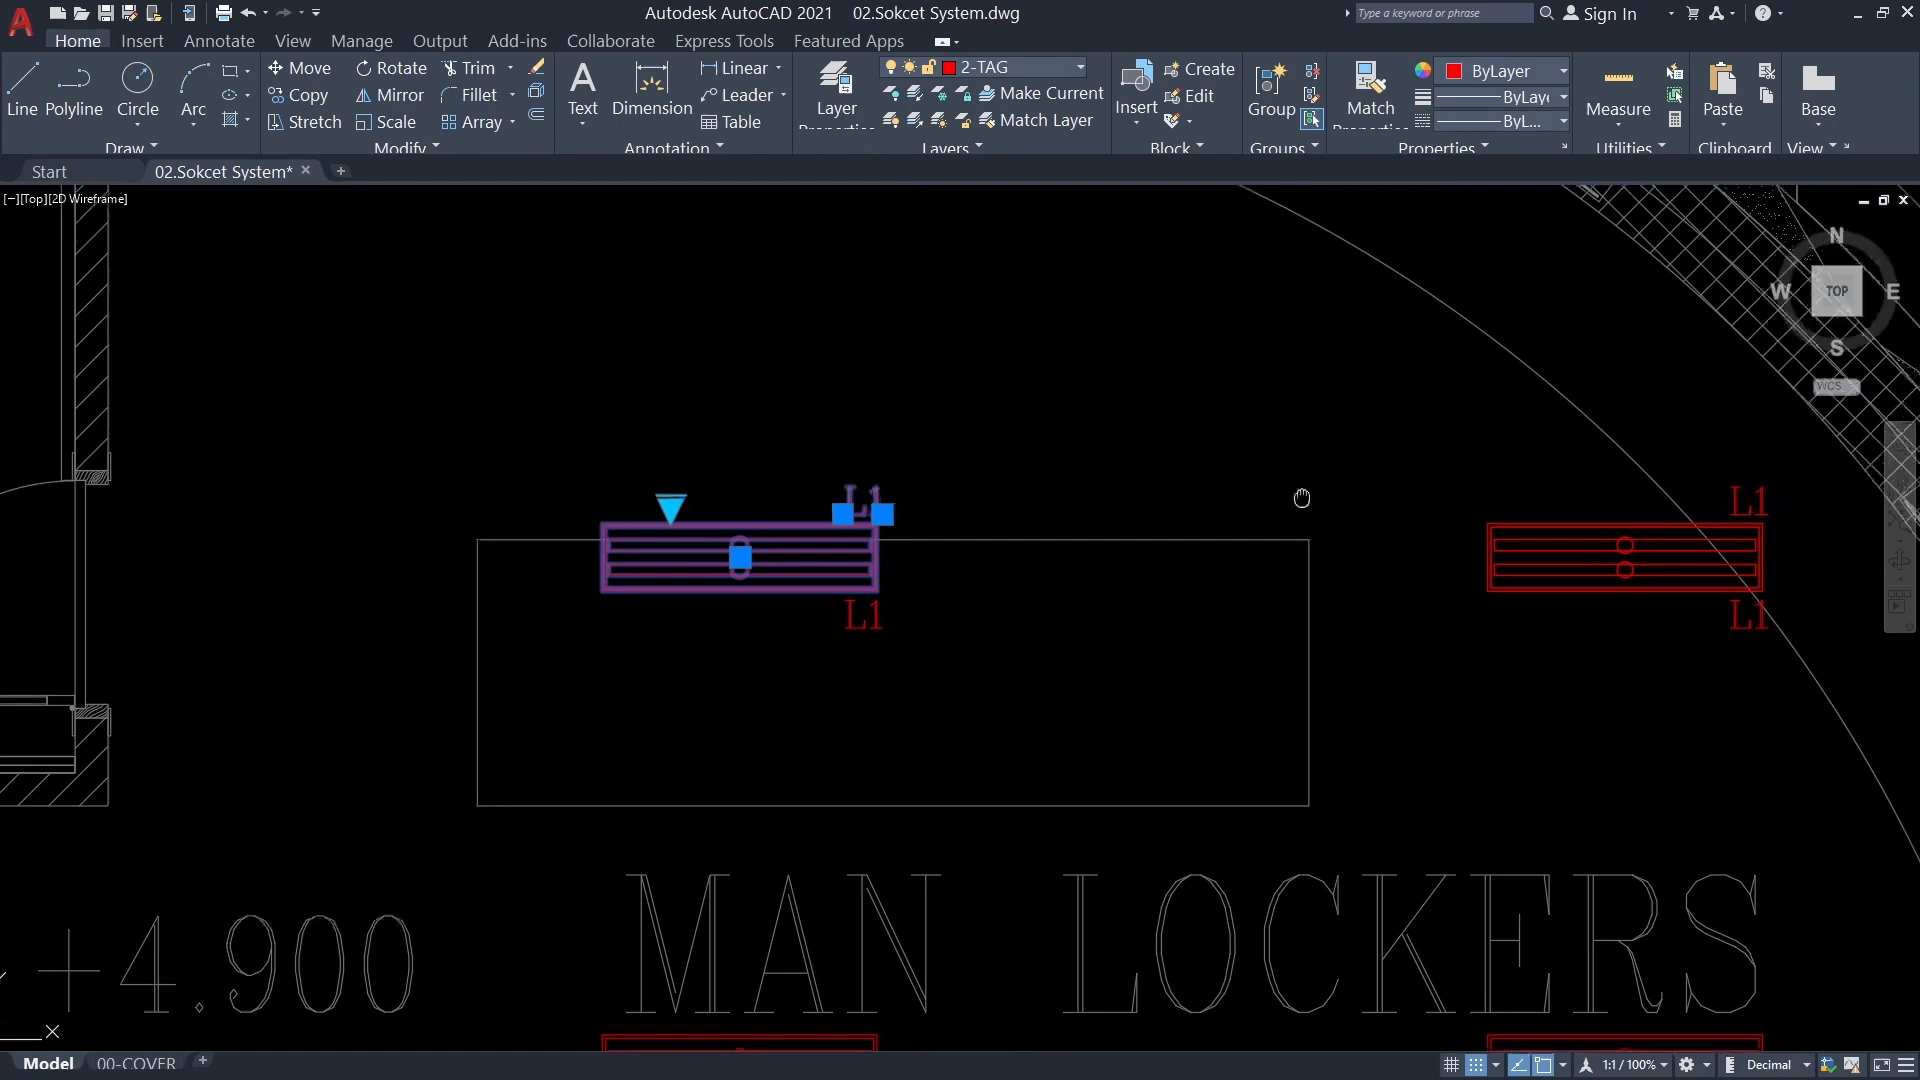 Autodesk AutoCAD 2021 02.Sokcet System.dwg
Type a keyword or phrase
Sign In
Home Insert Annotate View Manage Output Add-ins Collaborate Express Tools Featured Apps
Line Polyline Circle Arc
Move Rotate Trim
Copy Mirror Fillet
Stretch Scale Array
Text Dimension
Linear
Leader
Table
Layer
2-TAG
Make Current
Match Layer
Insert
Create
Edit
Group
Match
ByLayer
ByLaye
ByL...
Measure
Paste
Base
Draw Modify Annotation Layers Block Groups Properties Utilities Clipboard View
Start 02.Sokcet System*
[−][Top][2D Wireframe]
N
W TOP E
S
WCS
L1
L1
L1
L1
+4.900 MAN LOCKERS
X
Model 00-COVER
1:1 / 100% Decimal